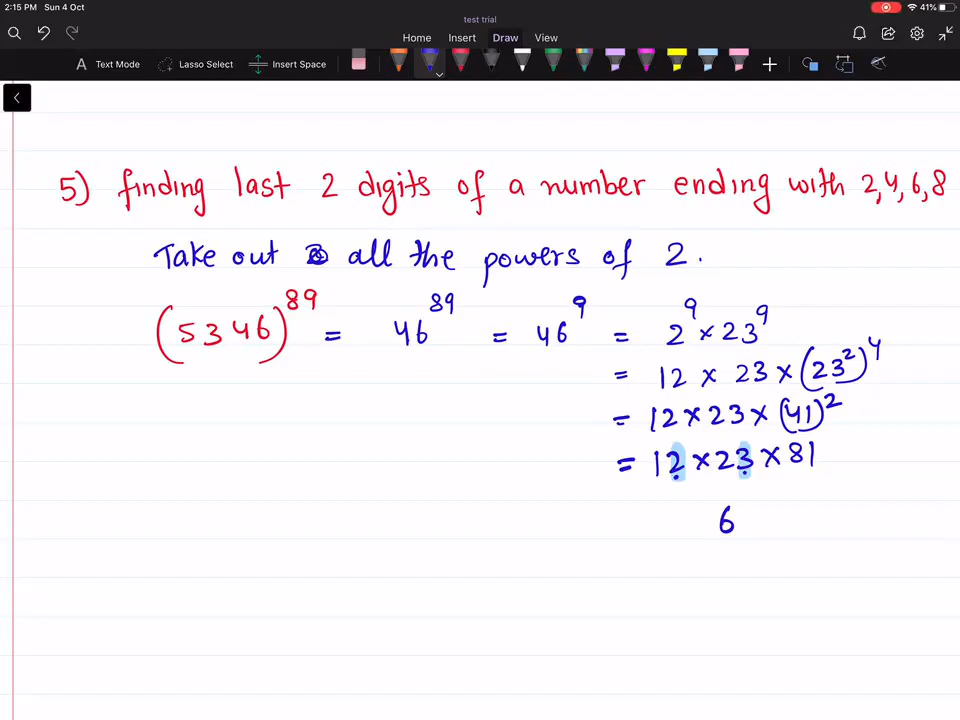 2:15 PM Sun 4 Oct 41%
test trial
Home Insert Draw View
Text Mode Lasso Select Insert Space
5) finding last 2 digits of a number ending with 2,4,6,8
Take out all the powers of 2.
(5346)^89 = 46^89 = 46^9 = 2^9 × 23^9
= 12 × 23 × (23²)^4
= 12 × 23 × (41)²
= 12 × 23 × 81
6